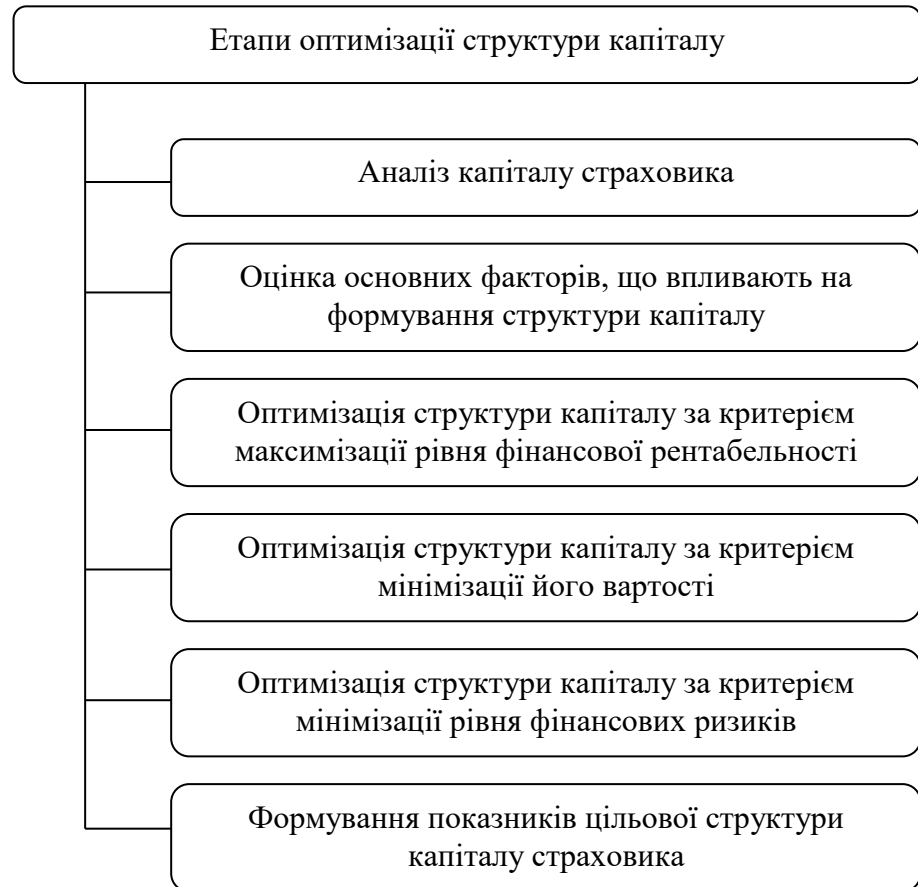 Етапи оптимізації структури капіталу
Аналіз капіталу страховика
Оцінка основних факторів, що впливають на
формування структури капіталу
Оптимізація структури капіталу за критерієм
максимізації рівня фінансової рентабельності
Оптимізація структури капіталу за критерієм
мінімізації його вартості
Оптимізація структури капіталу за критерієм
мінімізації рівня фінансових ризиків
Формування показників цільової структури
капіталу страховика